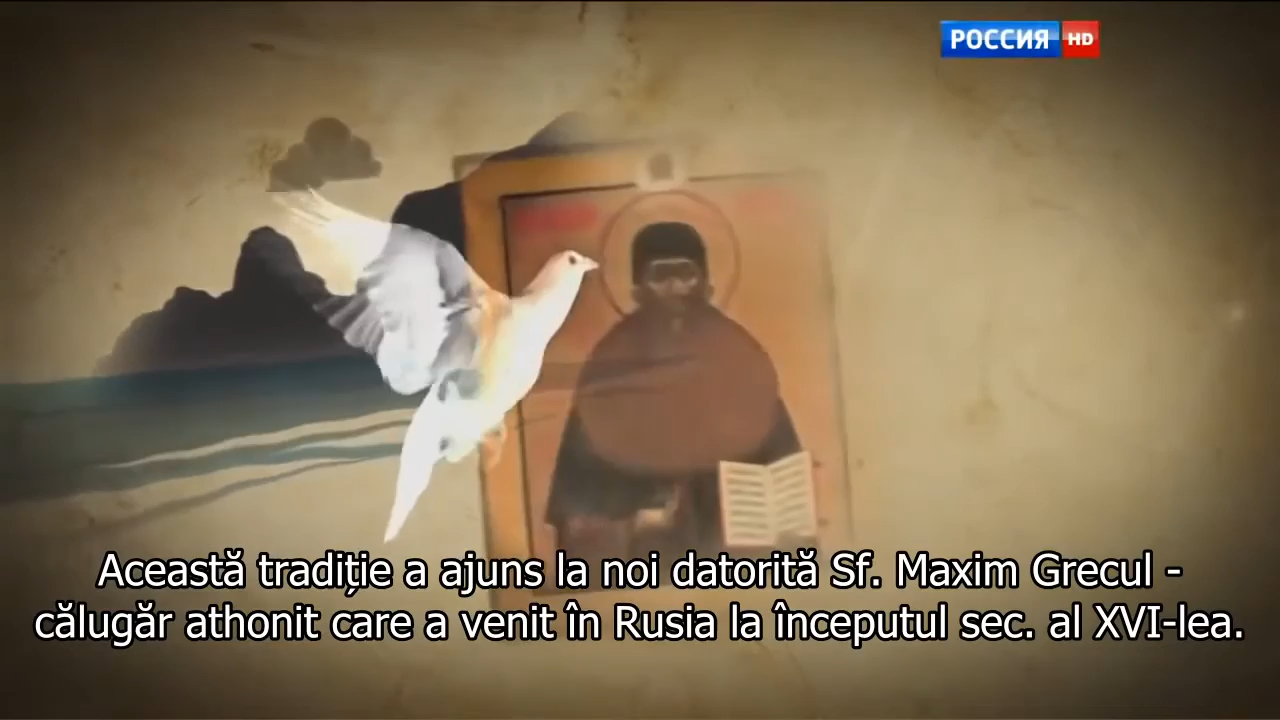 РОССИЯ HD
Această tradiție a ajuns la noi datorită Sf. Maxim Grecul -
călugăr athonit care a venit în Rusia la începutul sec. al XVI-lea.